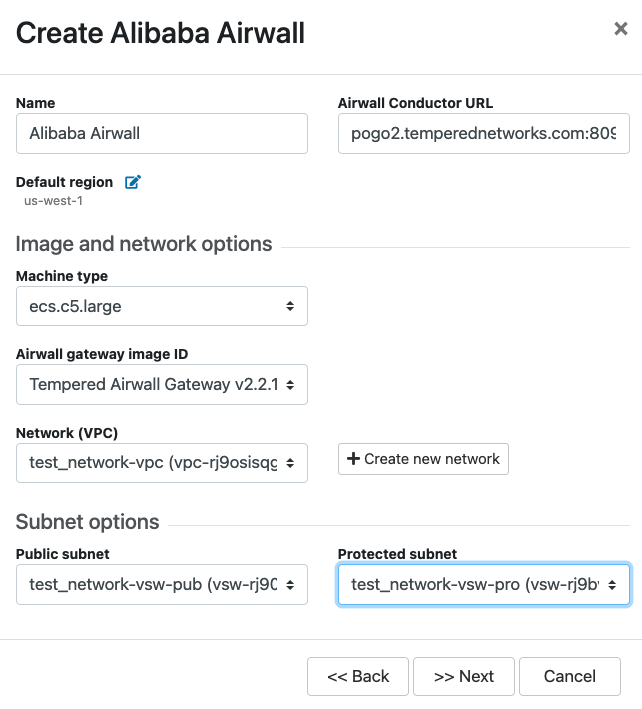 Create Alibaba Airwall
×
Name
Airwall Conductor URL
Alibaba Airwall
pogo2.temperednetworks.com:809
Default region
us-west-1
Image and network options
Machine type
ecs.c5.large
Airwall gateway image ID
Tempered Airwall Gateway v2.2.1
Network (VPC)
test_network-vpc (vpc-rj9osisqg
+ Create new network
Subnet options
Public subnet
Protected subnet
test_network-vsw-pub (vsw-rj90
test_network-vsw-pro (vsw-rj9b
<< Back
>> Next
Cancel